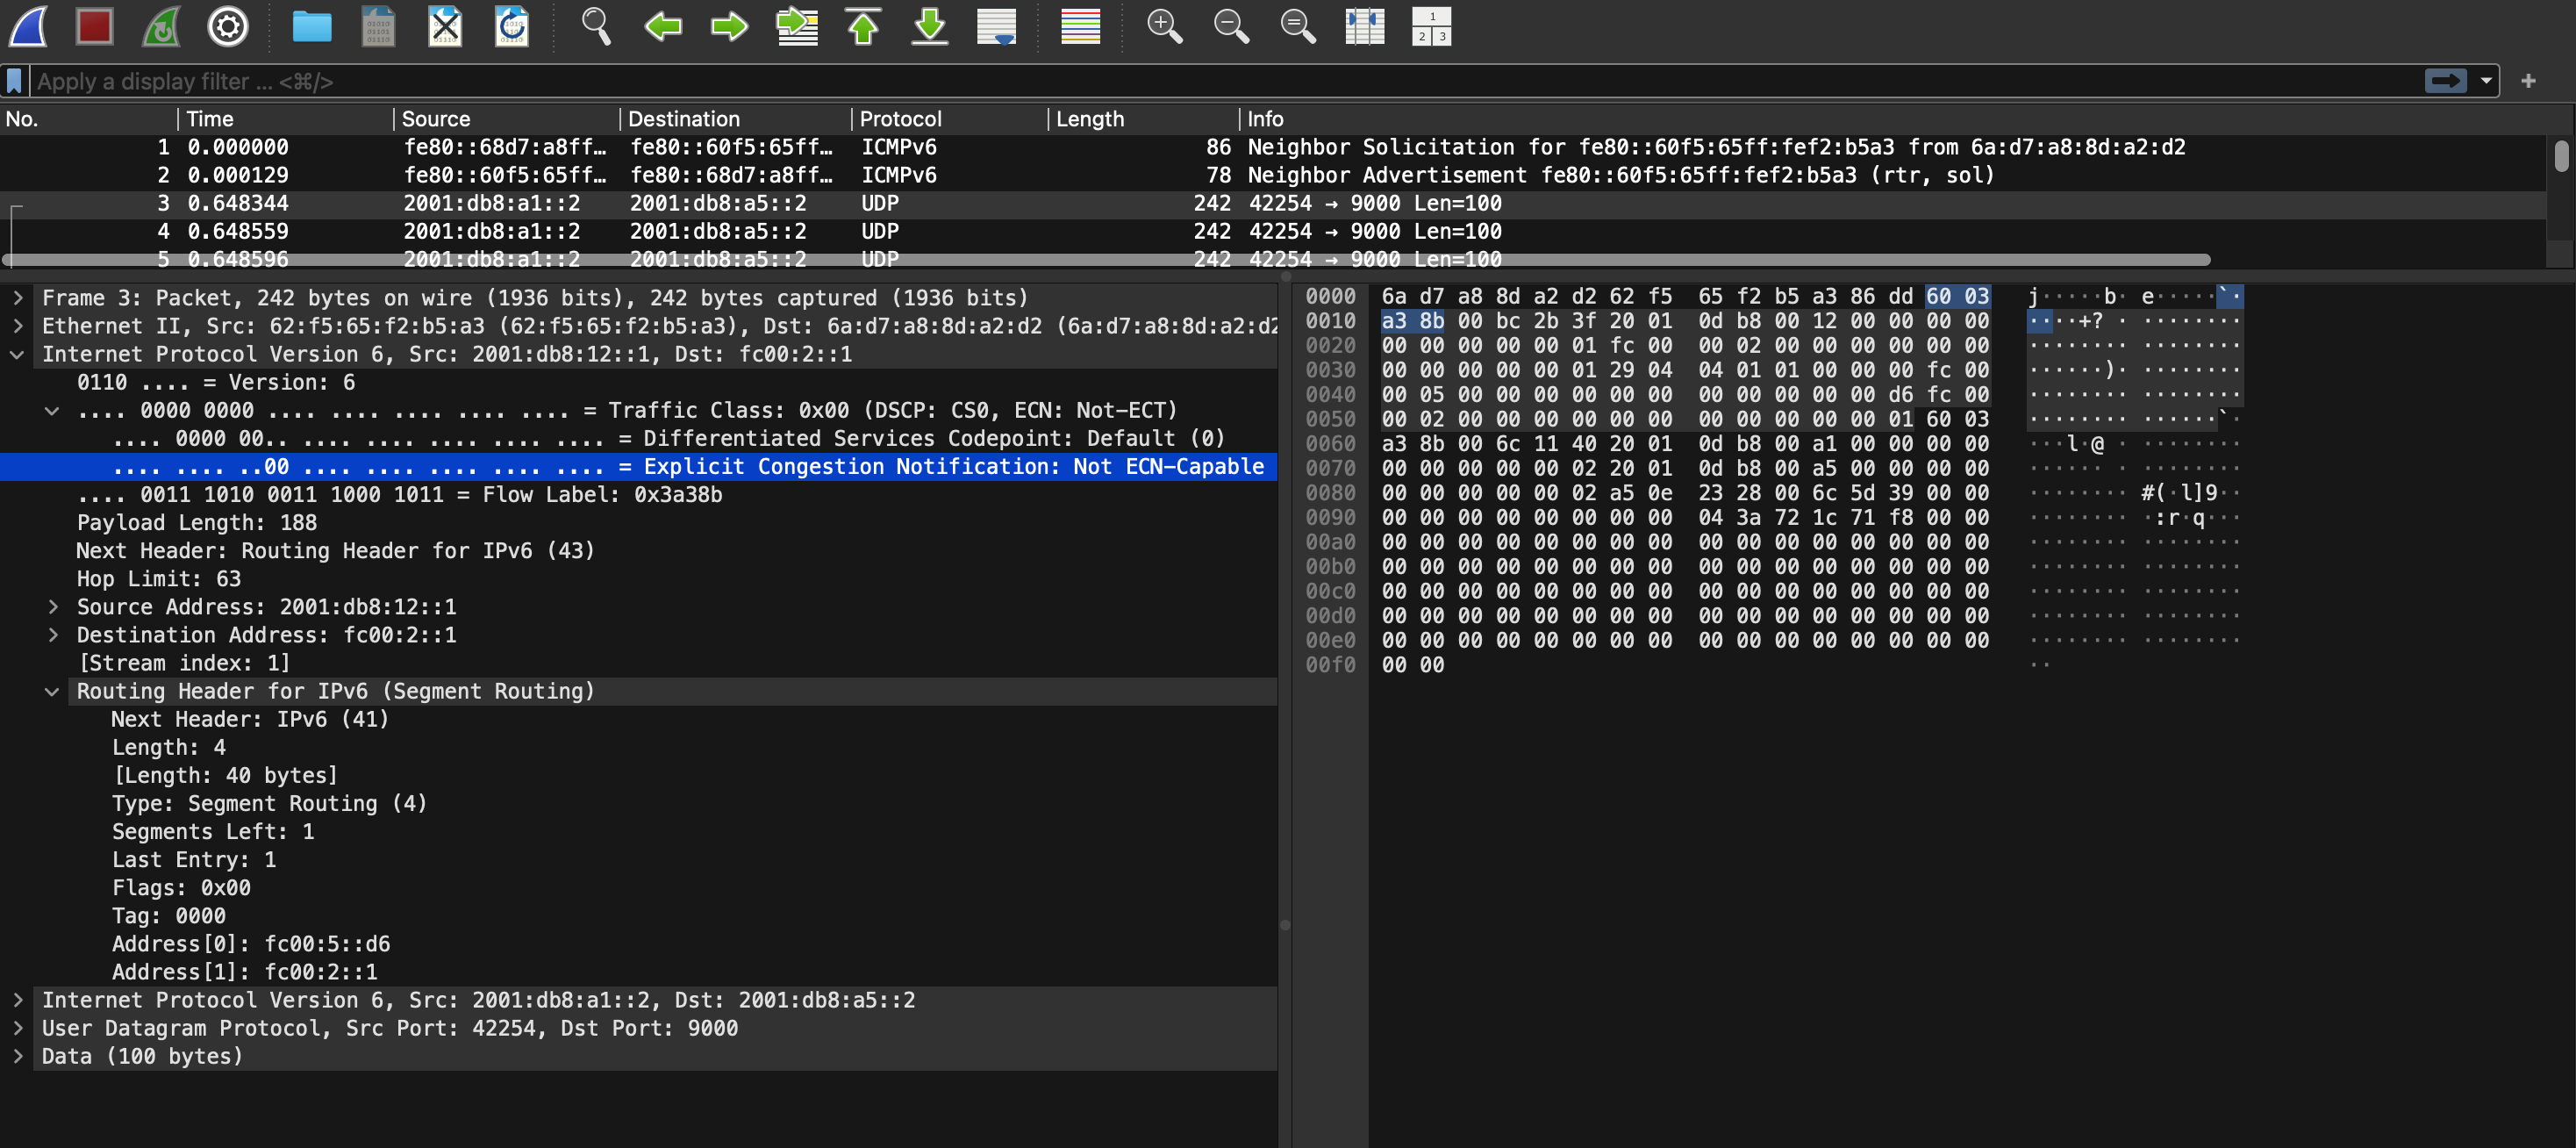 Apply a display filter ... <⌘/>
No. Time Source Destination Protocol Length Info
1 0.000000 fe80::68d7:a8ff… fe80::60f5:65ff… ICMPv6 86 Neighbor Solicitation for fe80::60f5:65ff:fef2:b5a3 from 6a:d7:a8:8d:a2:d2
2 0.000129 fe80::60f5:65ff… fe80::68d7:a8ff… ICMPv6 78 Neighbor Advertisement fe80::60f5:65ff:fef2:b5a3 (rtr, sol)
3 0.648344 2001:db8:a1::2 2001:db8:a5::2 UDP 242 42254 → 9000 Len=100
4 0.648559 2001:db8:a1::2 2001:db8:a5::2 UDP 242 42254 → 9000 Len=100
5 0.648596 2001:db8:a1::2 2001:db8:a5::2 UDP 242 42254 → 9000 Len=100
Frame 3: Packet, 242 bytes on wire (1936 bits), 242 bytes captured (1936 bits)
Ethernet II, Src: 62:f5:65:f2:b5:a3 (62:f5:65:f2:b5:a3), Dst: 6a:d7:a8:8d:a2:d2 (6a:d7:a8:8d:a2:d2
Internet Protocol Version 6, Src: 2001:db8:12::1, Dst: fc00:2::1
0110 .... = Version: 6
.... 0000 0000 .... .... .... .... .... = Traffic Class: 0x00 (DSCP: CS0, ECN: Not-ECT)
.... 0000 00.. .... .... .... .... .... = Differentiated Services Codepoint: Default (0)
.... .... ..00 .... .... .... .... .... = Explicit Congestion Notification: Not ECN-Capable
.... 0011 1010 0011 1000 1011 = Flow Label: 0x3a38b
Payload Length: 188
Next Header: Routing Header for IPv6 (43)
Hop Limit: 63
Source Address: 2001:db8:12::1
Destination Address: fc00:2::1
[Stream index: 1]
Routing Header for IPv6 (Segment Routing)
Next Header: IPv6 (41)
Length: 4
[Length: 40 bytes]
Type: Segment Routing (4)
Segments Left: 1
Last Entry: 1
Flags: 0x00
Tag: 0000
Address[0]: fc00:5::d6
Address[1]: fc00:2::1
Internet Protocol Version 6, Src: 2001:db8:a1::2, Dst: 2001:db8:a5::2
User Datagram Protocol, Src Port: 42254, Dst Port: 9000
Data (100 bytes)
0000 6a d7 a8 8d a2 d2 62 f5 65 f2 b5 a3 86 dd 60 03 j·····b· e·····`·
0010 a3 8b 00 bc 2b 3f 20 01 0d b8 00 12 00 00 00 00 ····+? · ········
0020 00 00 00 00 00 01 fc 00 00 02 00 00 00 00 00 00 ········ ········
0030 00 00 00 00 00 01 29 04 04 01 01 00 00 00 fc 00 ······)· ········
0040 00 05 00 00 00 00 00 00 00 00 00 00 00 d6 fc 00 ········ ········
0050 00 02 00 00 00 00 00 00 00 00 00 00 00 01 60 03 ········ ······`·
0060 a3 8b 00 6c 11 40 20 01 0d b8 00 a1 00 00 00 00 ···l·@ · ········
0070 00 00 00 00 00 02 20 01 0d b8 00 a5 00 00 00 00 ······ · ········
0080 00 00 00 00 00 02 a5 0e 23 28 00 6c 5d 39 00 00 ········ #(·l]9··
0090 00 00 00 00 00 00 00 00 04 3a 72 1c 71 f8 00 00 ········ ·:r·q···
00a0 00 00 00 00 00 00 00 00 00 00 00 00 00 00 00 00 ········ ········
00b0 00 00 00 00 00 00 00 00 00 00 00 00 00 00 00 00 ········ ········
00c0 00 00 00 00 00 00 00 00 00 00 00 00 00 00 00 00 ········ ········
00d0 00 00 00 00 00 00 00 00 00 00 00 00 00 00 00 00 ········ ········
00e0 00 00 00 00 00 00 00 00 00 00 00 00 00 00 00 00 ········ ········
00f0 00 00 ··